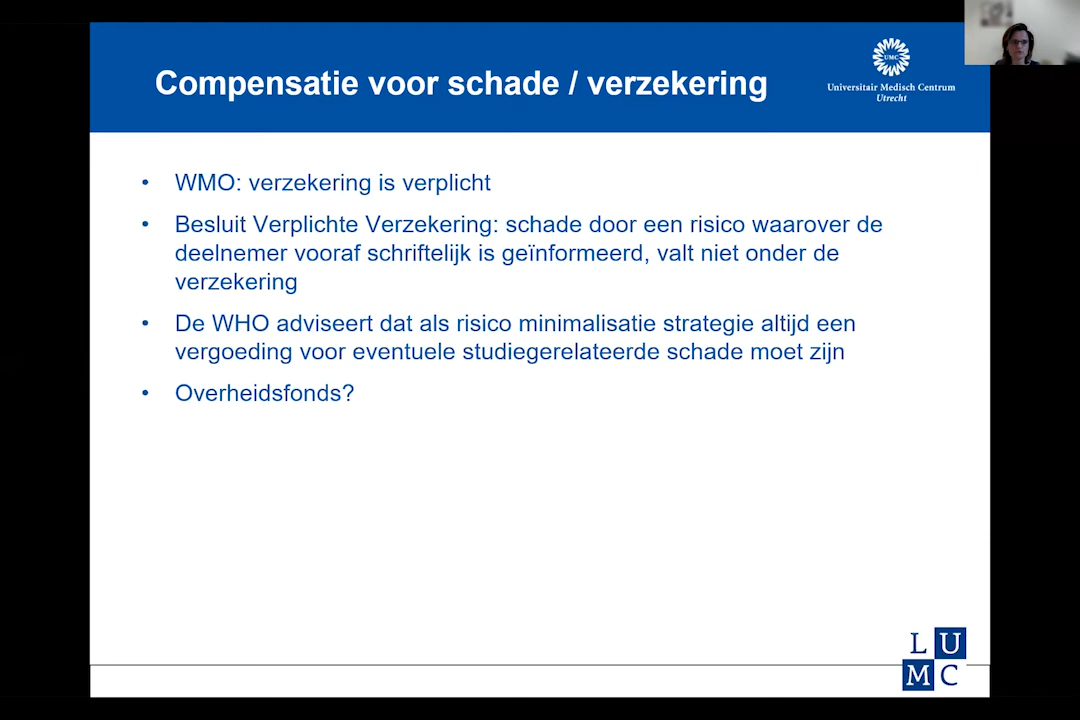 Compensatie voor schade / verzekering
UMC
Universitair Medisch Centrum
Utrecht
• WMO: verzekering is verplicht
• Besluit Verplichte Verzekering: schade door een risico waarover de
deelnemer vooraf schriftelijk is geïnformeerd, valt niet onder de
verzekering
• De WHO adviseert dat als risico minimalisatie strategie altijd een
vergoeding voor eventuele studiegerelateerde schade moet zijn
• Overheidsfonds?
L U
M C